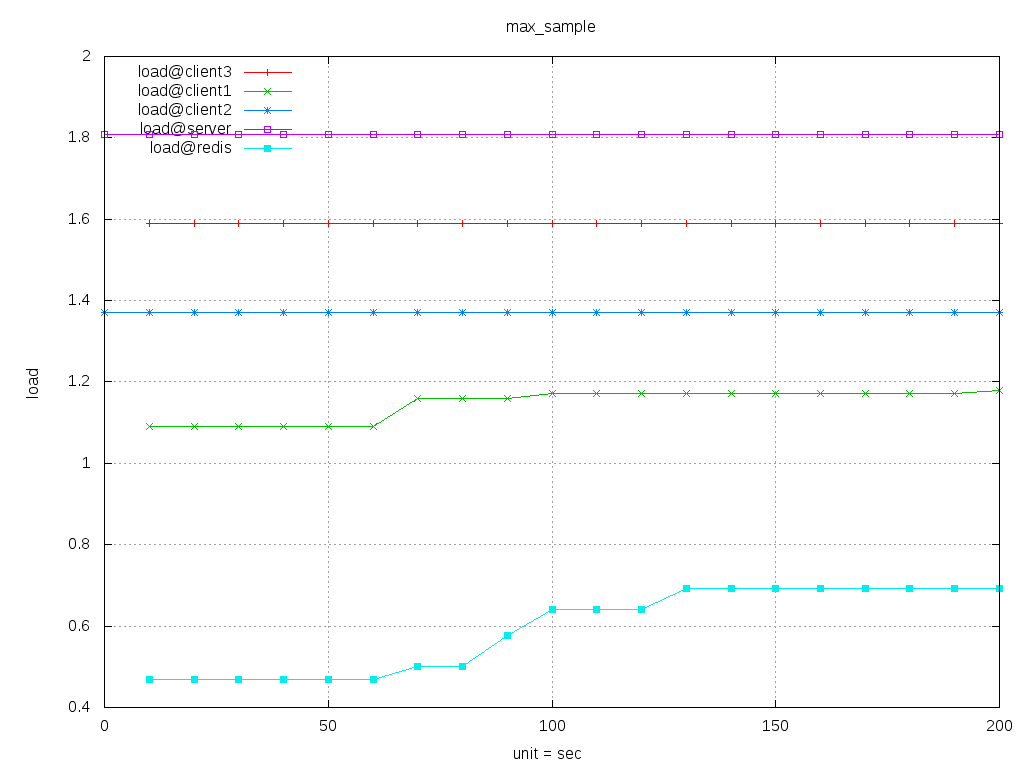 max_sample
2
load@client3
load@client1
load@client2
load@server
1.8
load@redis
1.6
1.4
1.2
load
1
0.8
0.6
0.4
0 50 100 150 200
unit = sec